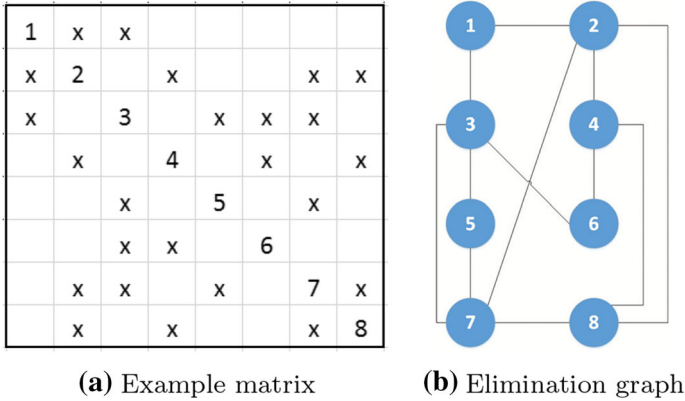 1 x x
x 2 x x x
x 3 x x x
x 4 x x
x 5 x
x x 6
x x x 7 x
x x x 8
1 2
3 4
5 6
7 8
(a) Example matrix
(b) Elimination graph